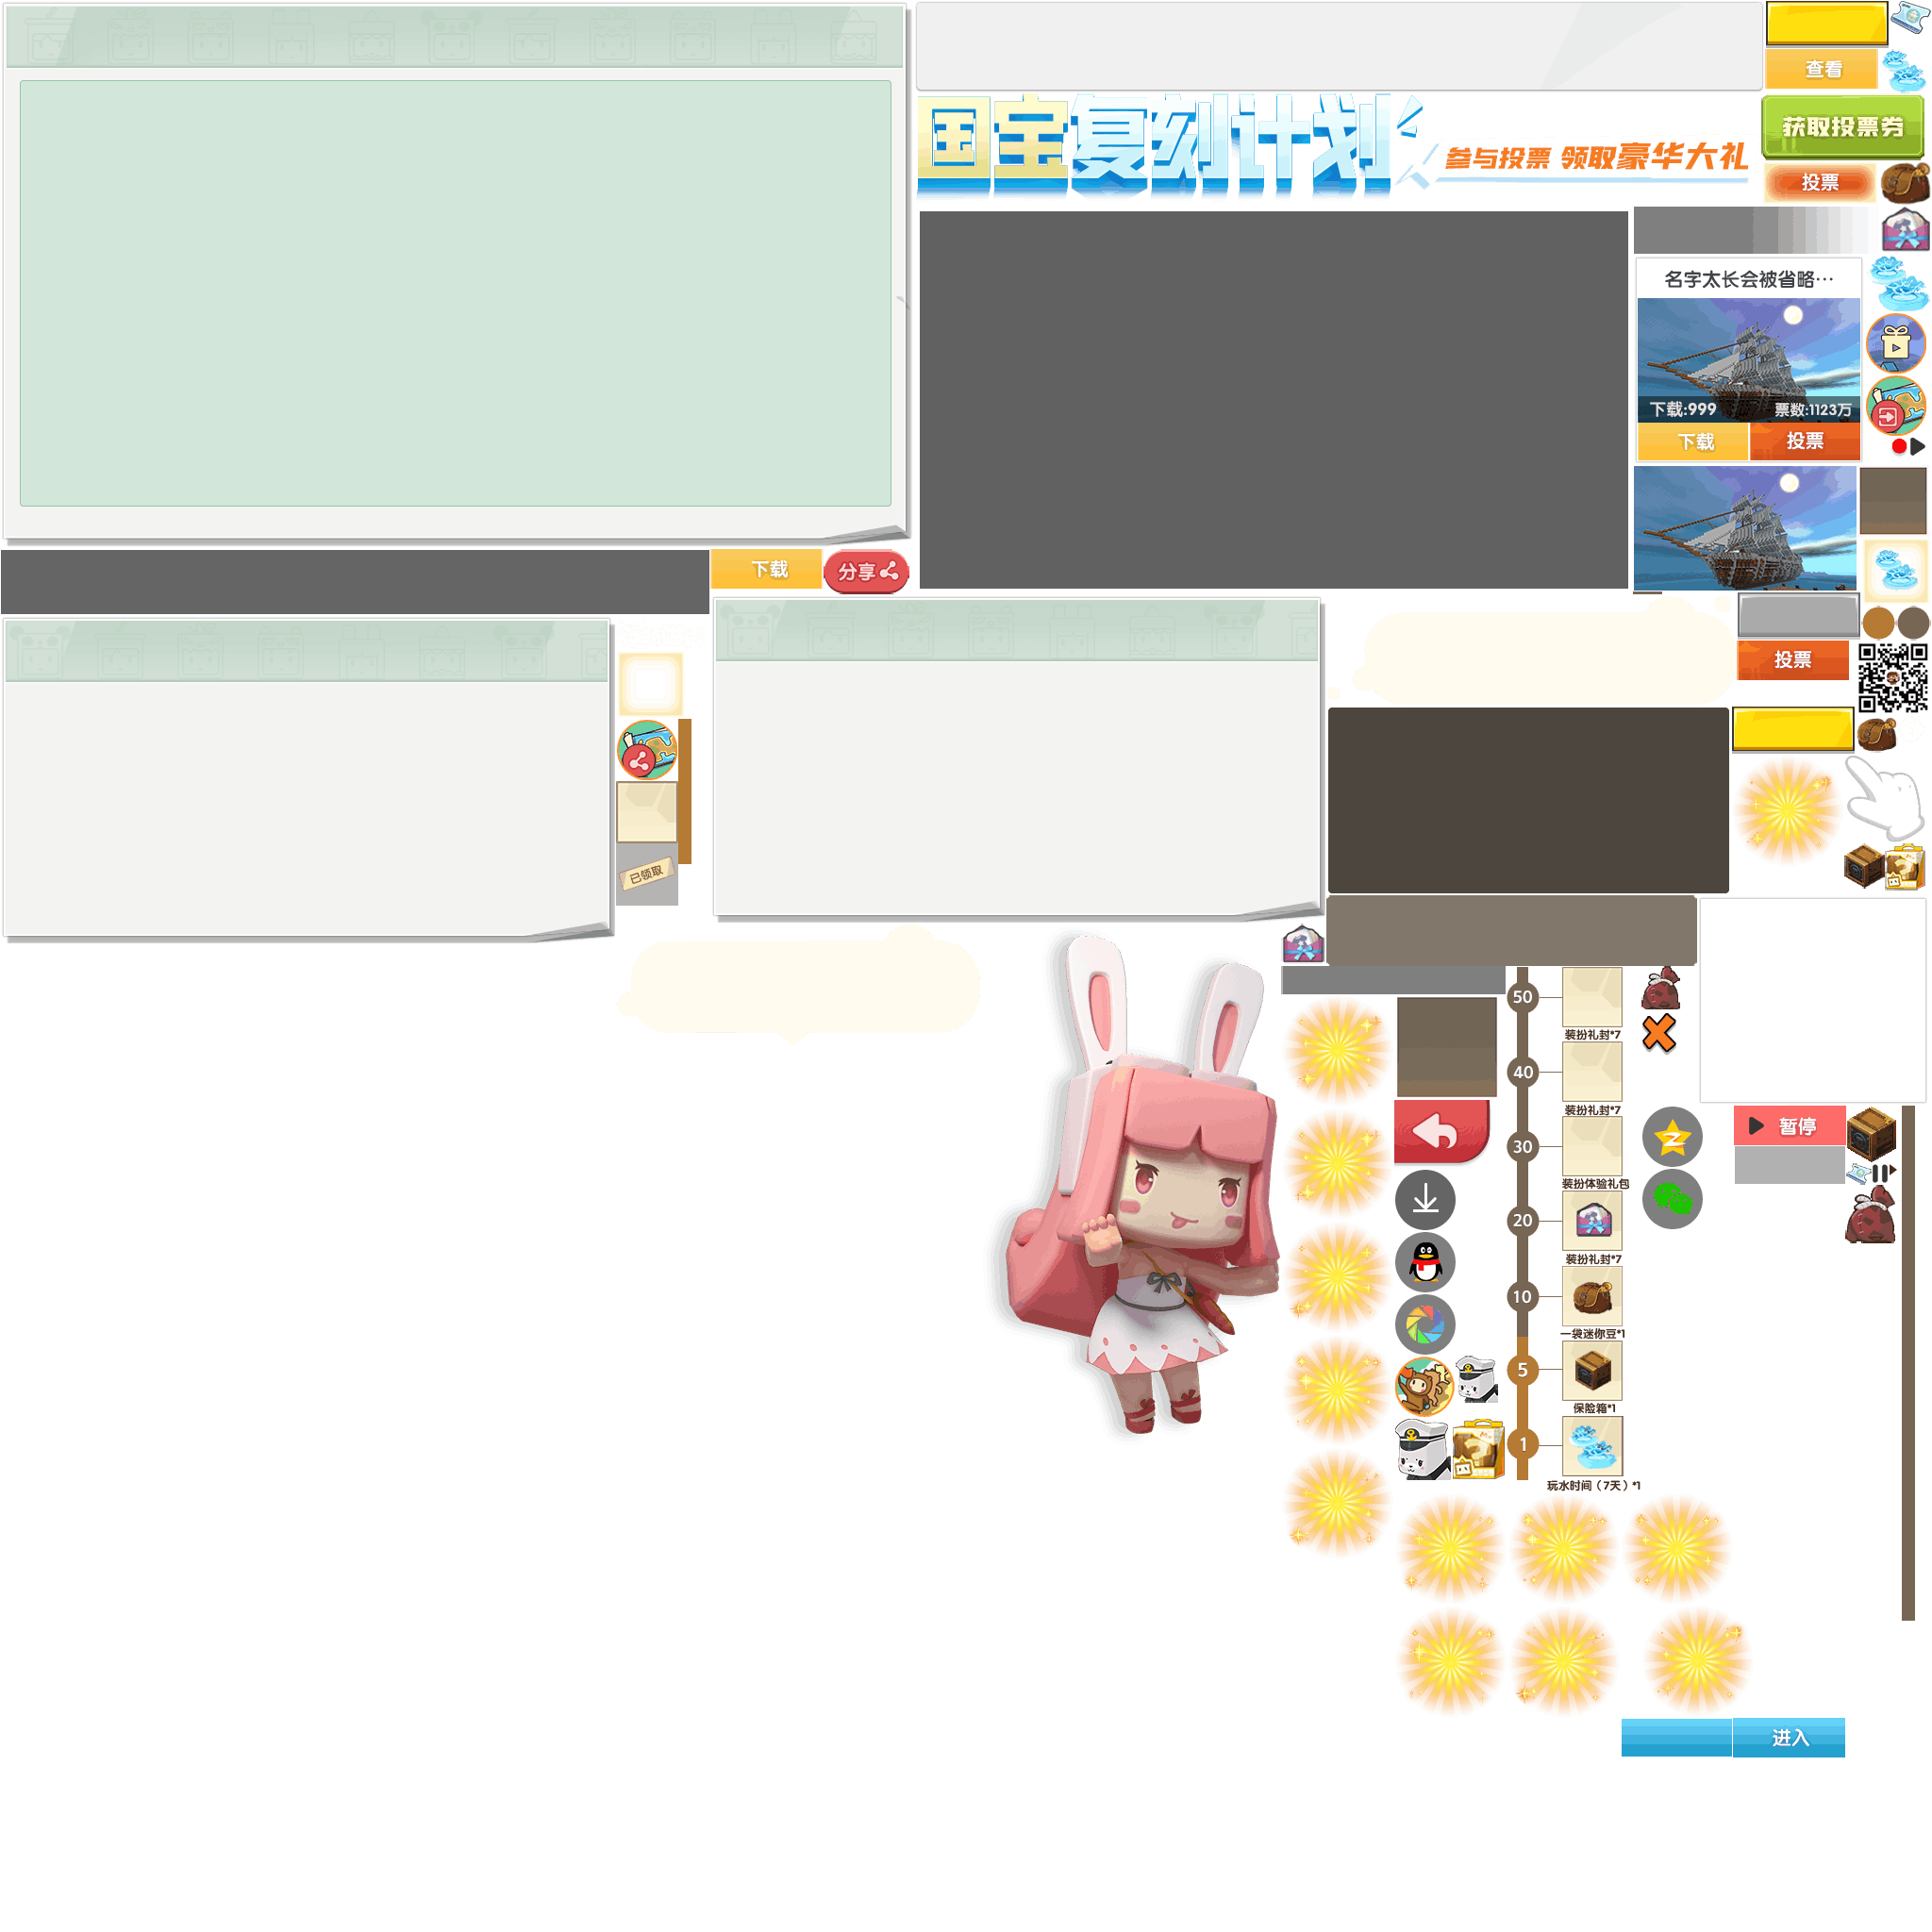 查看
国宝复刻计划
参与投票 领取豪华大礼
获取投票券
投票
名字太长会被省略···
下载:999
票数:1123万
下载
投票
下载
分享
投票
已领取
50
装扮礼封*7
40
装扮礼封*7
30
装扮体验礼包
20
装扮礼封*7
10
一袋迷你豆*1
5
保险箱*1
1
玩水时间（7天）*1
暂停
进入